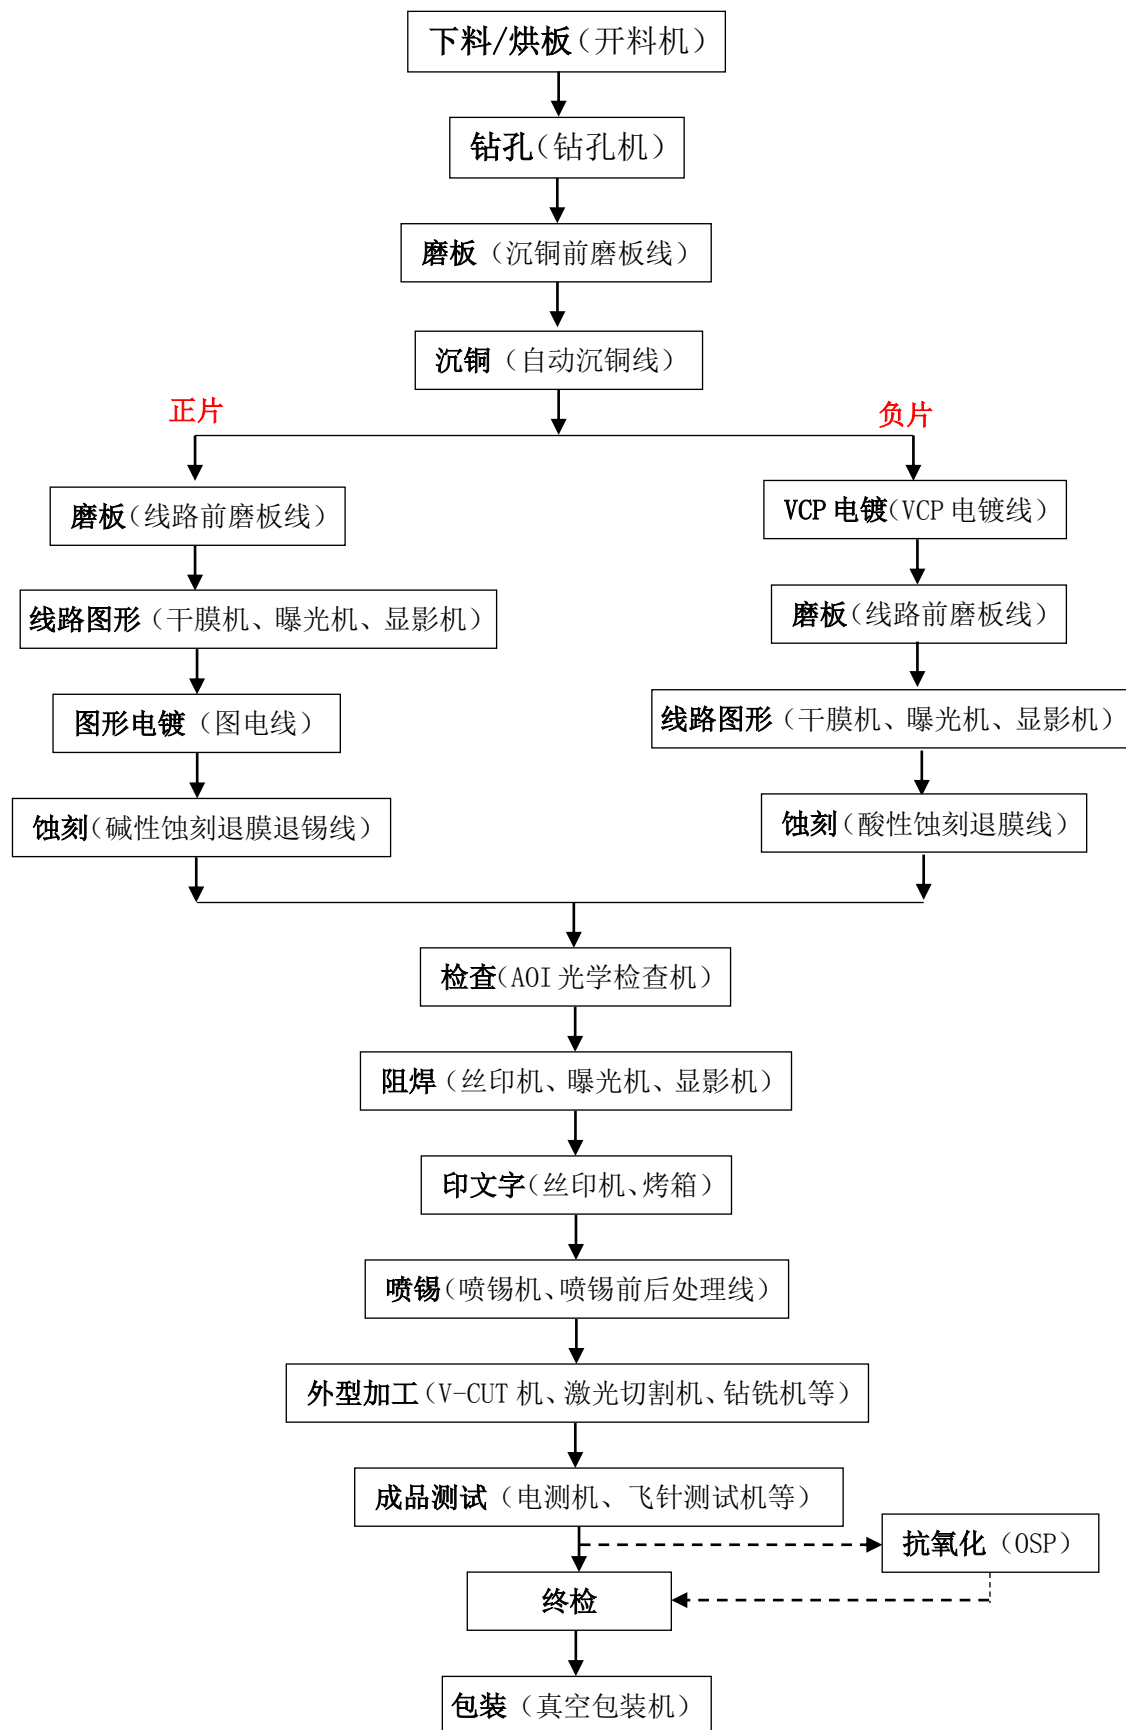 下料/烘板（开料机）
钻孔（钻孔机）
磨板（沉铜前磨板线）
沉铜（自动沉铜线）
正片
负片
磨板（线路前磨板线）
VCP 电镀(VCP 电镀线）
线路图形（干膜机、曝光机、显影机）
磨板（线路前磨板线）
图形电镀（图电线）
线路图形（干膜机、曝光机、显影机）
蚀刻（碱性蚀刻退膜退锡线）
蚀刻（酸性蚀刻退膜线）
检查（AOI 光学检查机）
阻焊（丝印机、曝光机、显影机）
印文字（丝印机、烤箱）
喷锡（喷锡机、喷锡前后处理线）
外型加工（V-CUT 机、激光切割机、钻铣机等）
成品测试（电测机、飞针测试机等）
抗氧化（OSP）
终检
包装（真空包装机）